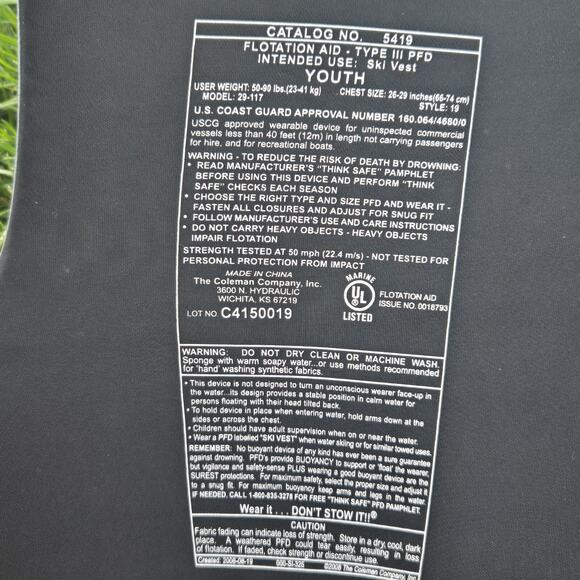 CATALOG NO. 5419
FLOTATION AID - TYPE III PFD
INTENDED USE: Ski Vest
YOUTH
USER WEIGHT: 50-90 lbs.(23-41 kg) CHEST SIZE: 26-29 inches(66-74 cm)
MODEL: 29-117 STYLE: 19
U.S. COAST GUARD APPROVAL NUMBER 160.064/4680/0
USCG approved wearable device for uninspected commercial
vessels less than 40 feet (12m) in length not carrying passengers
for hire, and for recreational boats.
WARNING - TO REDUCE THE RISK OF DEATH BY DROWNING:
• READ MANUFACTURER'S "THINK SAFE" PAMPHLET
BEFORE USING THIS DEVICE AND PERFORM "THINK
SAFE" CHECKS EACH SEASON
• CHOOSE THE RIGHT TYPE AND SIZE PFD AND WEAR IT -
FASTEN ALL CLOSURES AND ADJUST FOR SNUG FIT
• FOLLOW MANUFACTURER'S USE AND CARE INSTRUCTIONS
• DO NOT CARRY HEAVY OBJECTS - HEAVY OBJECTS
IMPAIR FLOTATION
STRENGTH TESTED AT 50 mph (22.4 m/s) - NOT TESTED FOR
PERSONAL PROTECTION FROM IMPACT
MADE IN CHINA
The Coleman Company, Inc.
3600 N. HYDRAULIC
WICHITA, KS 67219
LOT NO. C4150019
MARINE
UL
LISTED
FLOTATION AID
ISSUE NO. 0018793
WARNING: DO NOT DRY CLEAN OR MACHINE WASH.
Sponge with warm soapy water...or use methods recommended
for 'hand' washing synthetic fabrics.
• This device is not designed to turn an unconscious wearer face-up in
the water...its design provides a stable position in calm water for
persons floating with their head tilted back.
• To hold device in place when entering water, hold arms down at the
sides or across the chest.
• Children should have adult supervision when on or near the water.
• Wear a PFD labelled "SKI VEST" when water skiing or for similar towed uses.
REMEMBER: No buoyant device of any kind has ever been a sure guarantee
against drowning. PFD's provide BUOYANCY to support or 'float' the wearer,
but vigilance and safety-sense PLUS wearing a good buoyant device are the
SUREST protections. For maximum safety, select the proper size and adjust it
to a snug fit. For maximum buoyancy keep arms and legs in the water.
IF NEEDED, CALL 1-800-835-3278 FOR FREE "THINK SAFE" PFD PAMPHLET.
Wear it . . . DON'T STOW IT!!®
CAUTION
Fabric fading can indicate loss of strength. Store in a dry, cool, dark
place. A weathered PFD could tear easily, resulting in loss
of flotation. If faded, check strength or discontinue use.
Created: 2008-08-19 000-SI-326 ©2008 The Coleman Company, Inc.